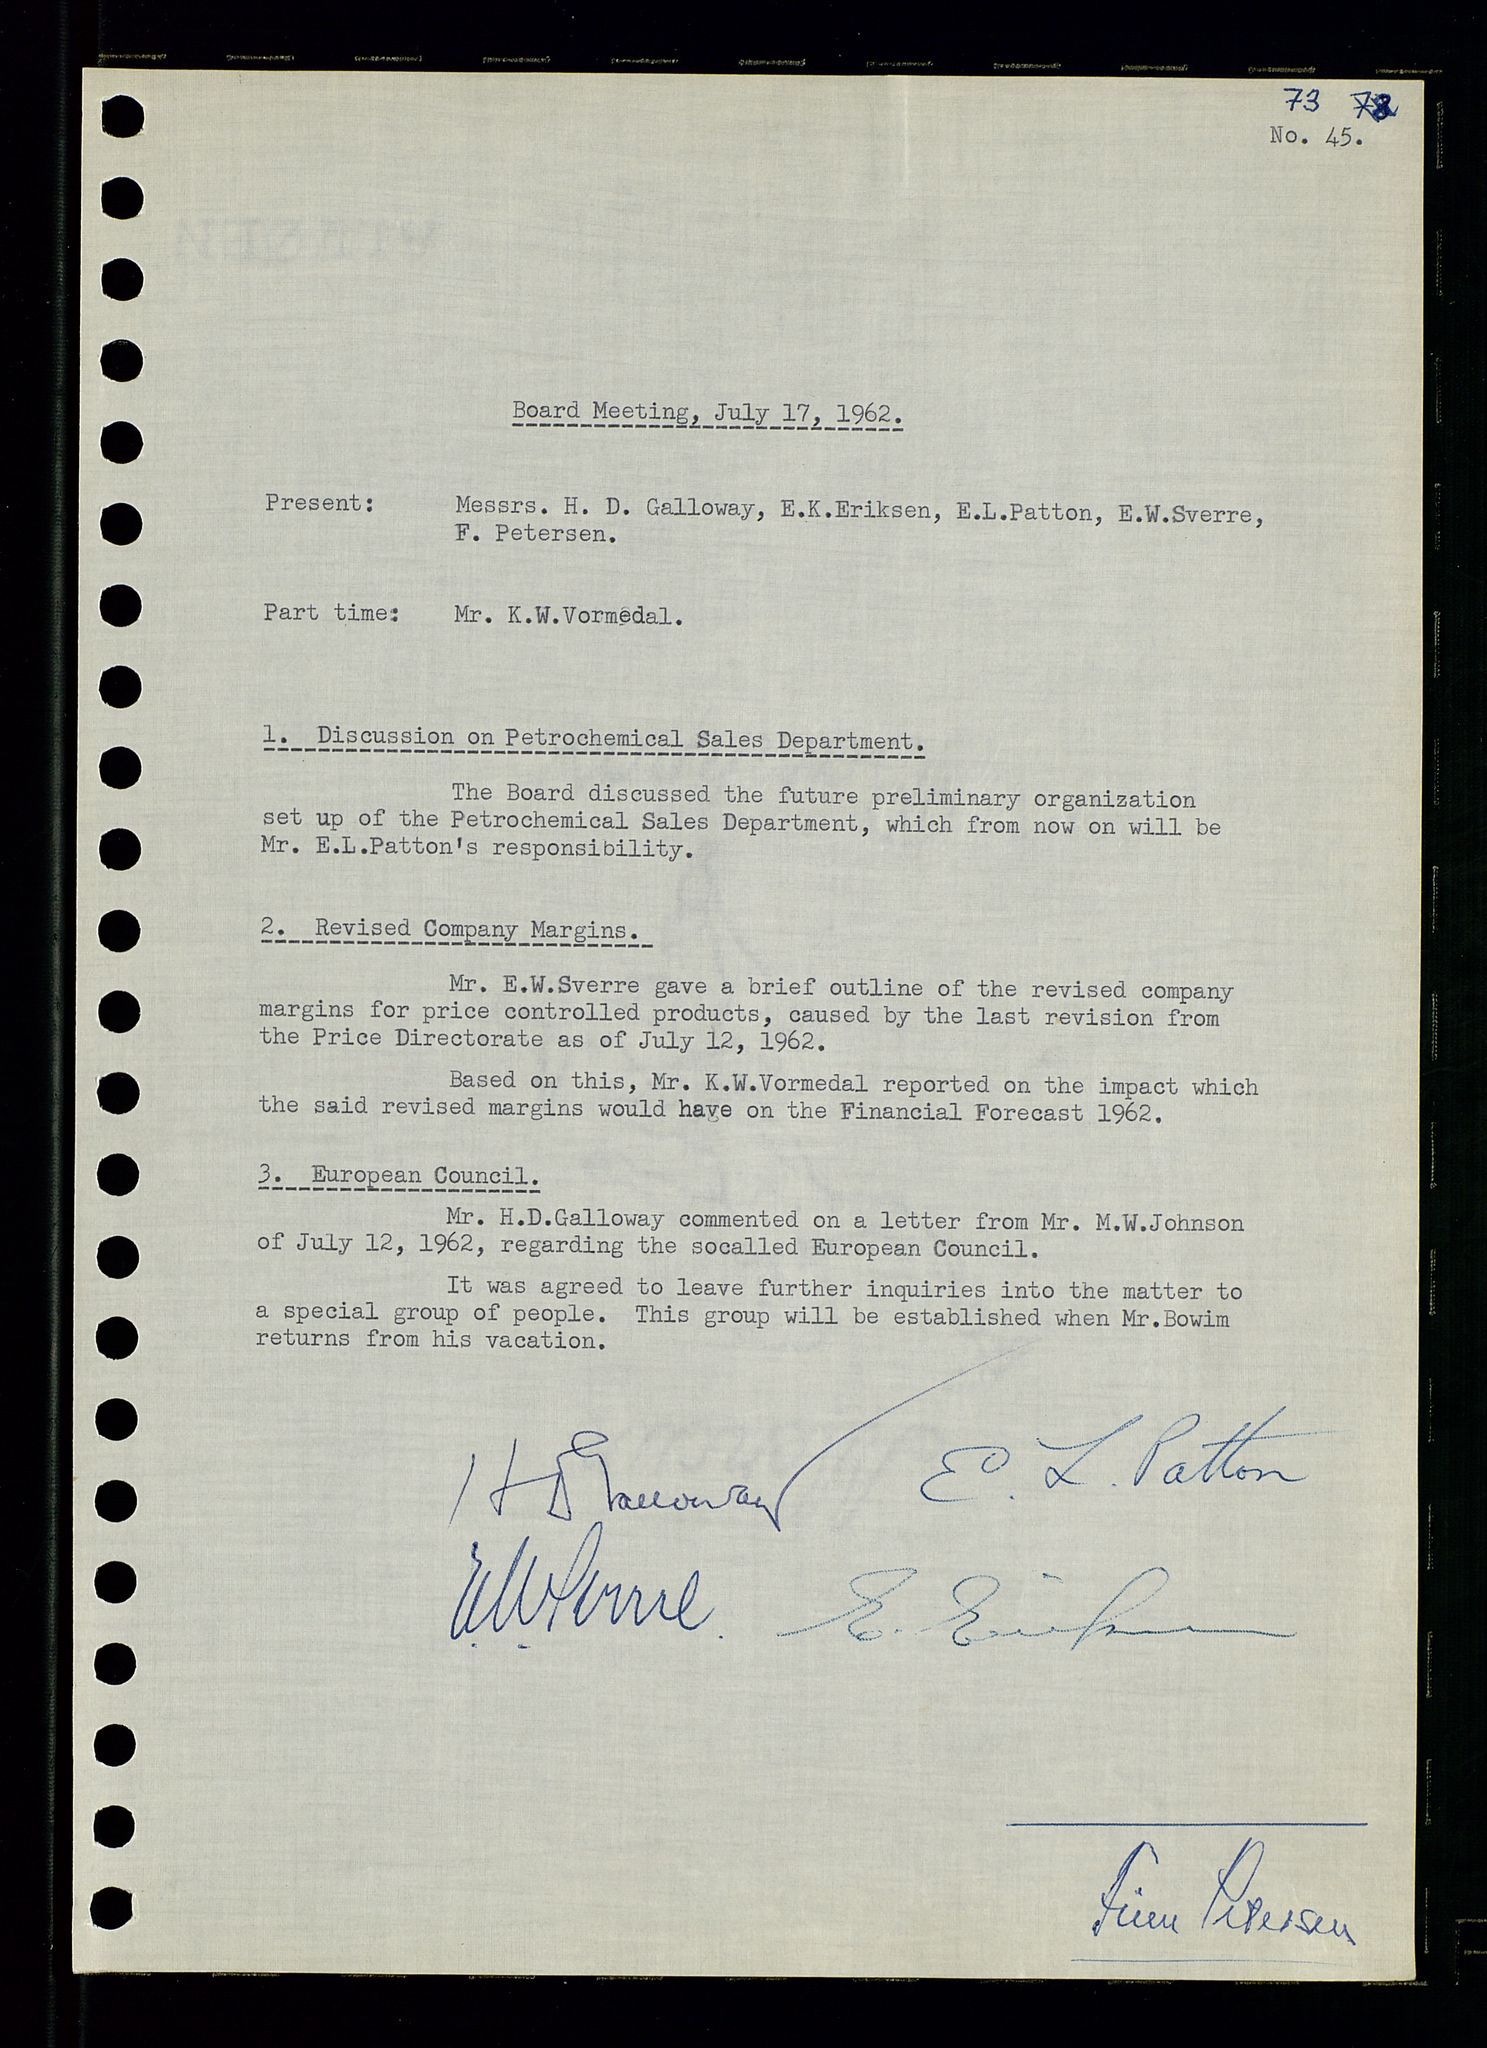 73 73
No. 45.
Board Meeting, July 17, 1962.
Present: Messrs. H. D. Galloway, E.K.Eriksen, E.L.Patton, E.W.Sverre,
F. Petersen.
Part time: Mr. K.W.Vormedal.
1. Discussion on Petrochemical Sales Department.
The Board discussed the future preliminary organization
set up of the Petrochemical Sales Department, which from now on will be
Mr. E.L.Patton's responsibility.
2. Revised Company Margins.
Mr. E.W.Sverre gave a brief outline of the revised company
margins for price controlled products, caused by the last revision from
the Price Directorate as of July 12, 1962.
Based on this, Mr. K.W.Vormedal reported on the impact which
the said revised margins would have on the Financial Forecast 1962.
3. European Council.
Mr. H.D.Galloway commented on a letter from Mr. M.W.Johnson
of July 12, 1962, regarding the socalled European Council.
It was agreed to leave further inquiries into the matter to
a special group of people. This group will be established when Mr.Bowim
returns from his vacation.
H D Galloway E. L. Patton
E.W. Sverre. E. Eriksen
Finn Petersen